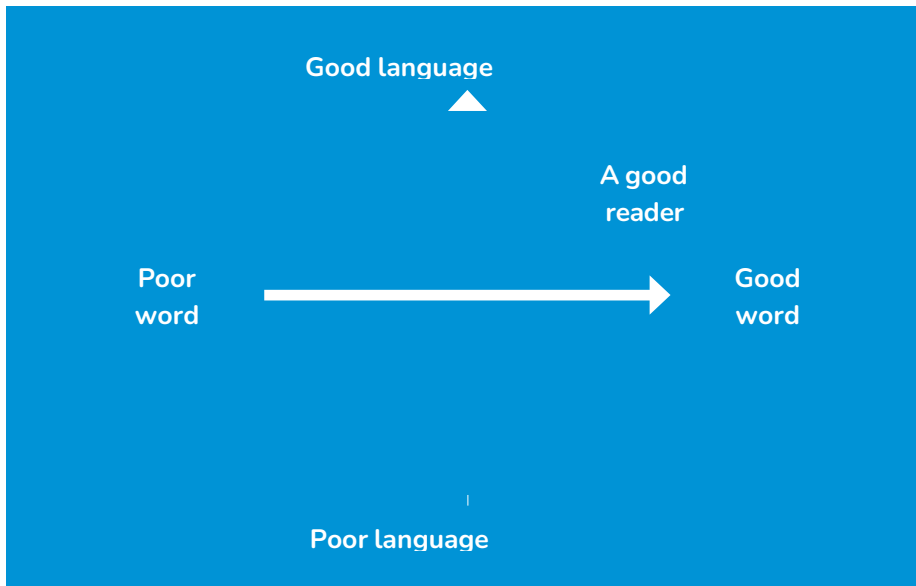 Good language
A good
reader
Poor
word
Good
word
Poor language